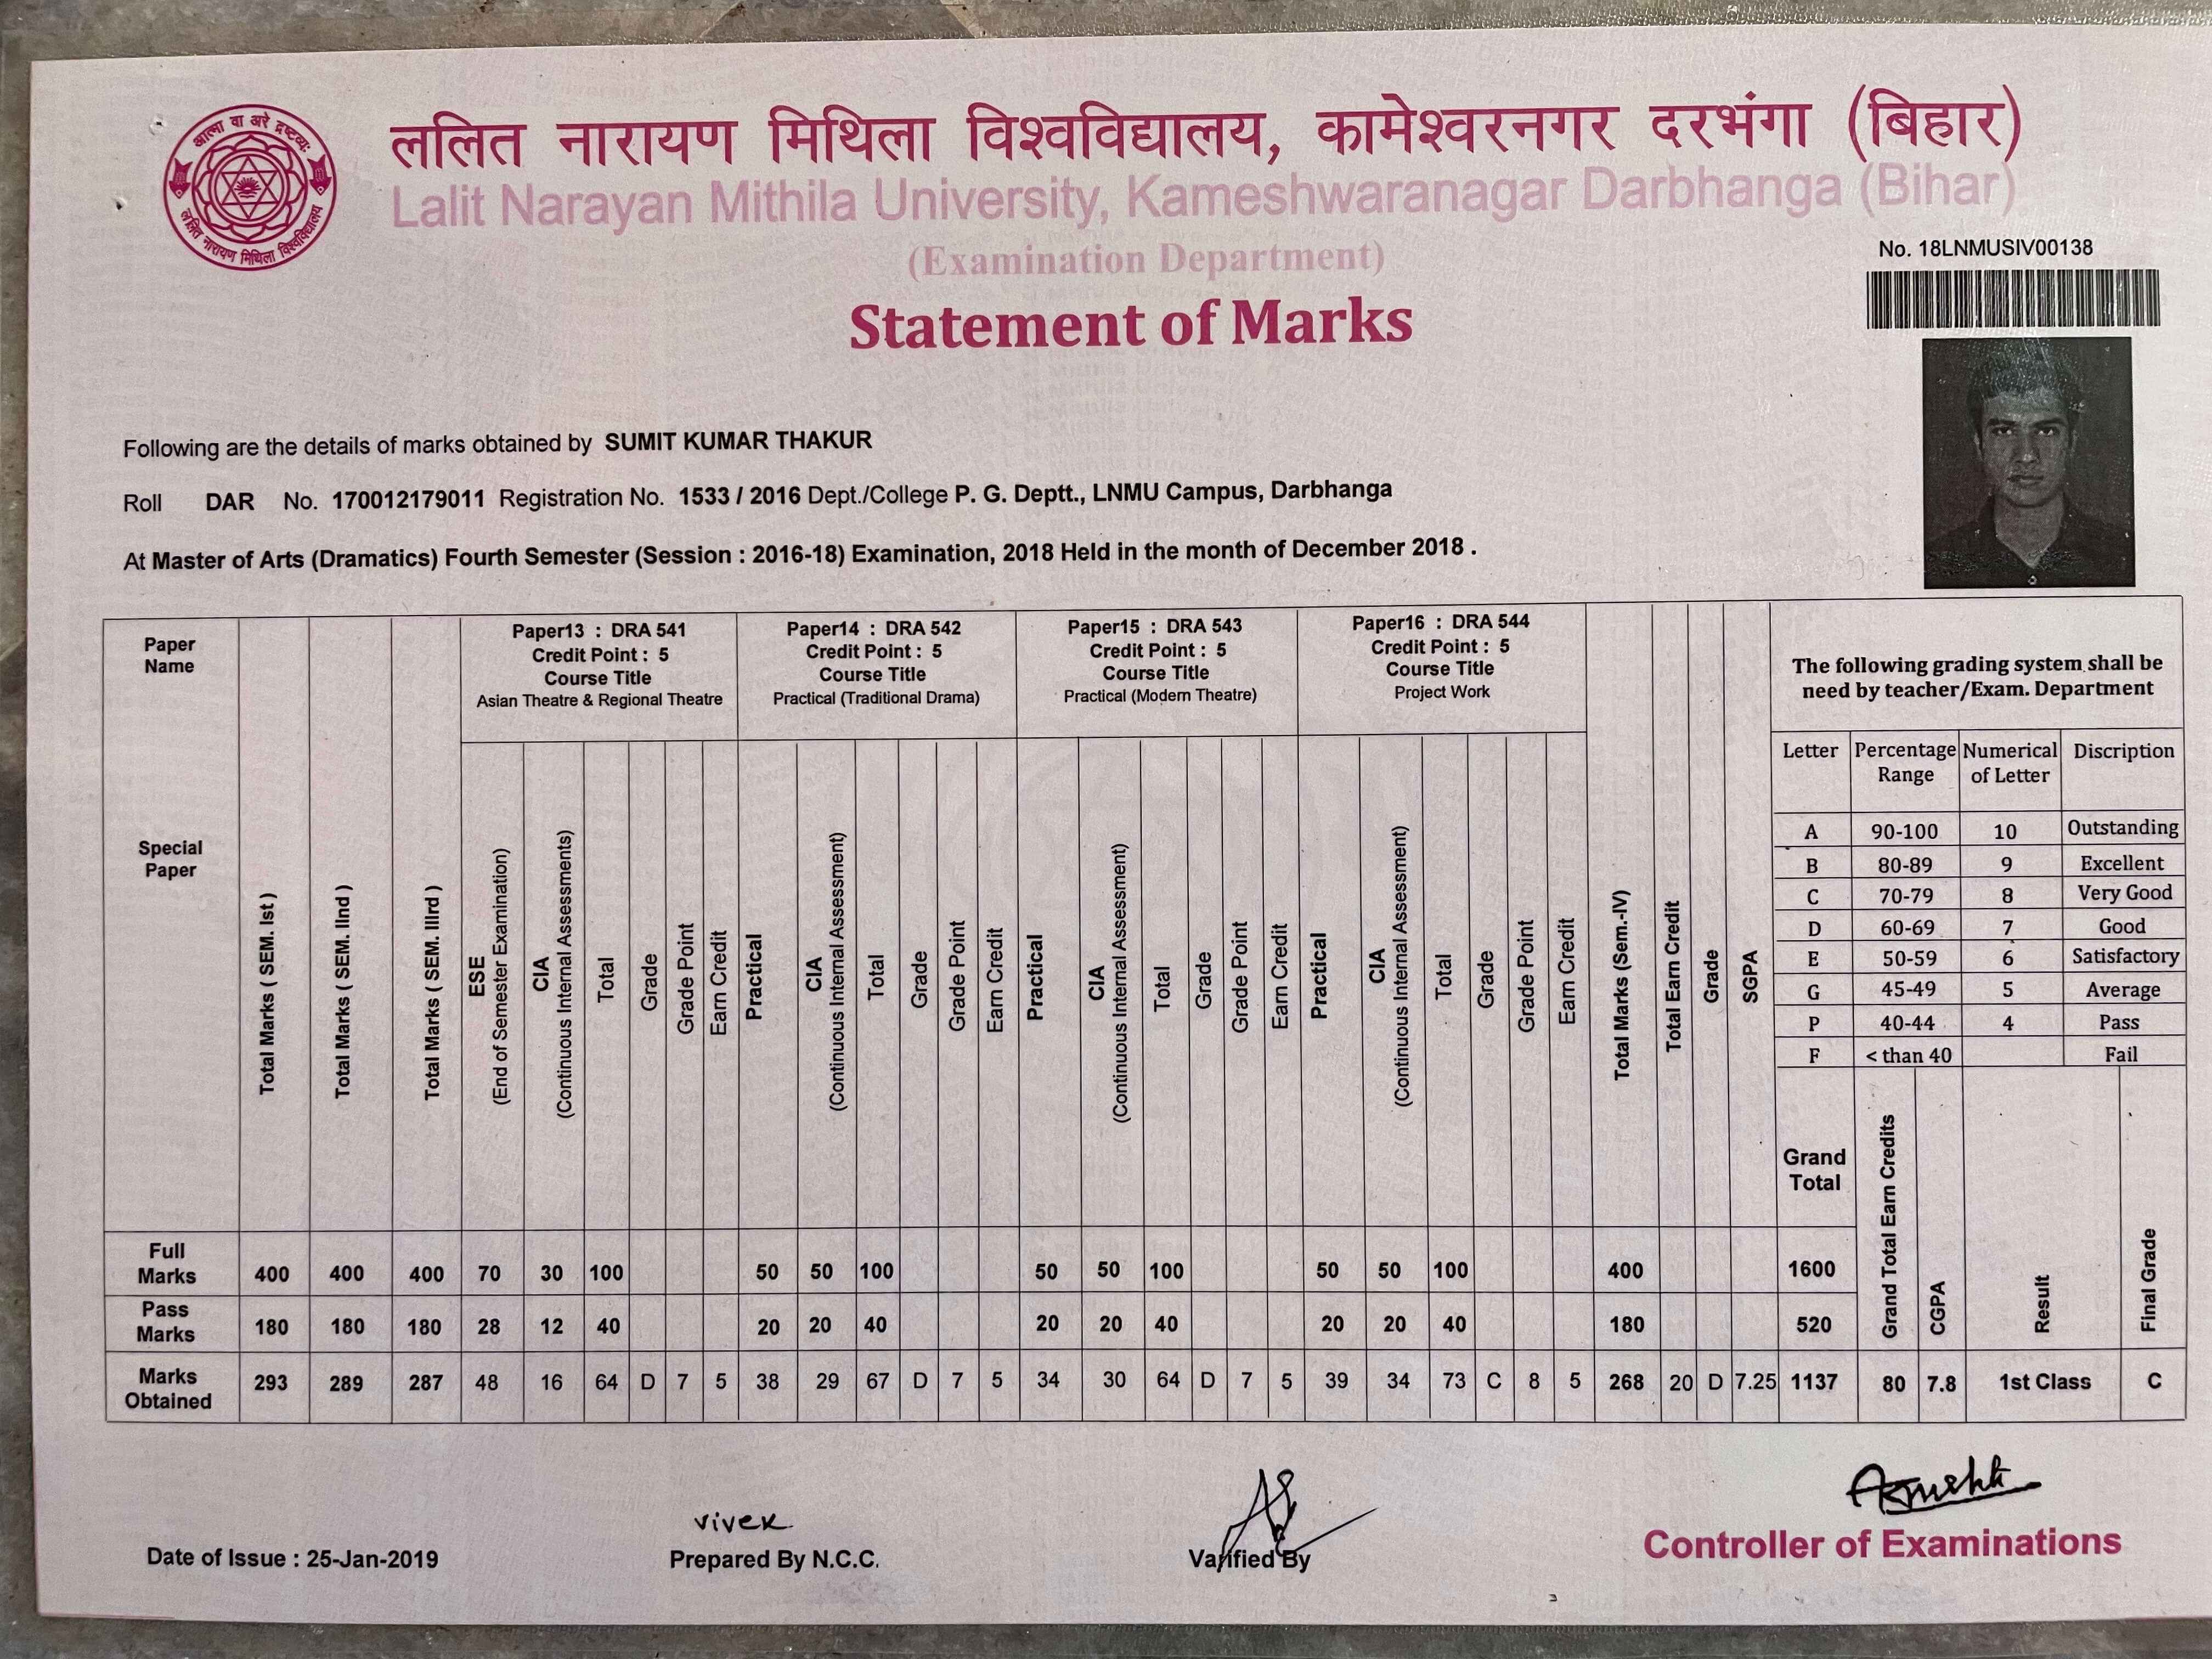 आत्मा वा अरे द्रष्टव्यः
ललित नारायण मिथिला विश्वविद्यालय
ललित नारायण मिथिला विश्वविद्यालय, कामेश्वरनगर दरभंगा (बिहार)
Lalit Narayan Mithila University, Kameshwaranagar Darbhanga (Bihar)
(Examination Department)
Statement of Marks
No. 18LNMUSIV00138
Following are the details of marks obtained by SUMIT KUMAR THAKUR
Roll DAR No. 170012179011 Registration No. 1533 / 2016 Dept./College P. G. Deptt., LNMU Campus, Darbhanga
At Master of Arts (Dramatics) Fourth Semester (Session : 2016-18) Examination, 2018 Held in the month of December 2018 .
Paper Name
Special Paper
Total Marks ( SEM. Ist )
Total Marks ( SEM. IInd )
Total Marks ( SEM. IIIrd )
Paper13 : DRA 541
Credit Point : 5
Course Title
Asian Theatre & Regional Theatre
ESE
(End of Semester Examination)
CIA
(Continuous Internal Assessments)
Total
Grade
Grade Point
Earn Credit
Paper14 : DRA 542
Credit Point : 5
Course Title
Practical (Traditional Drama)
Practical
CIA
(Continuous Internal Assessment)
Total
Grade
Grade Point
Earn Credit
Paper15 : DRA 543
Credit Point : 5
Course Title
Practical (Modern Theatre)
Practical
CIA
(Continuous Internal Assessment)
Total
Grade
Grade Point
Earn Credit
Paper16 : DRA 544
Credit Point : 5
Course Title
Project Work
Practical
CIA
(Continuous Internal Assessment)
Total
Grade
Grade Point
Earn Credit
Total Marks (Sem.-IV)
Total Earn Credit
Grade
SGPA
The following grading system shall be
need by teacher/Exam. Department
Letter Percentage Range Numerical of Letter Discription
A 90-100 10 Outstanding
B 80-89 9 Excellent
C 70-79 8 Very Good
D 60-69 7 Good
E 50-59 6 Satisfactory
G 45-49 5 Average
P 40-44 4 Pass
F < than 40 Fail
Grand Total
Grand Total Earn Credits
CGPA
Result
Final Grade
Full Marks 400 400 400 70 30 100 50 50 100 50 50 100 50 50 100 400 1600
Pass Marks 180 180 180 28 12 40 20 20 40 20 20 40 20 20 40 180 520
Marks Obtained 293 289 287 48 16 64 D 7 5 38 29 67 D 7 5 34 30 64 D 7 5 39 34 73 C 8 5 268 20 D 7.25 1137 80 7.8 1st Class C
Date of Issue : 25-Jan-2019
vivek
Prepared By N.C.C.
Varified By
Controller of Examinations